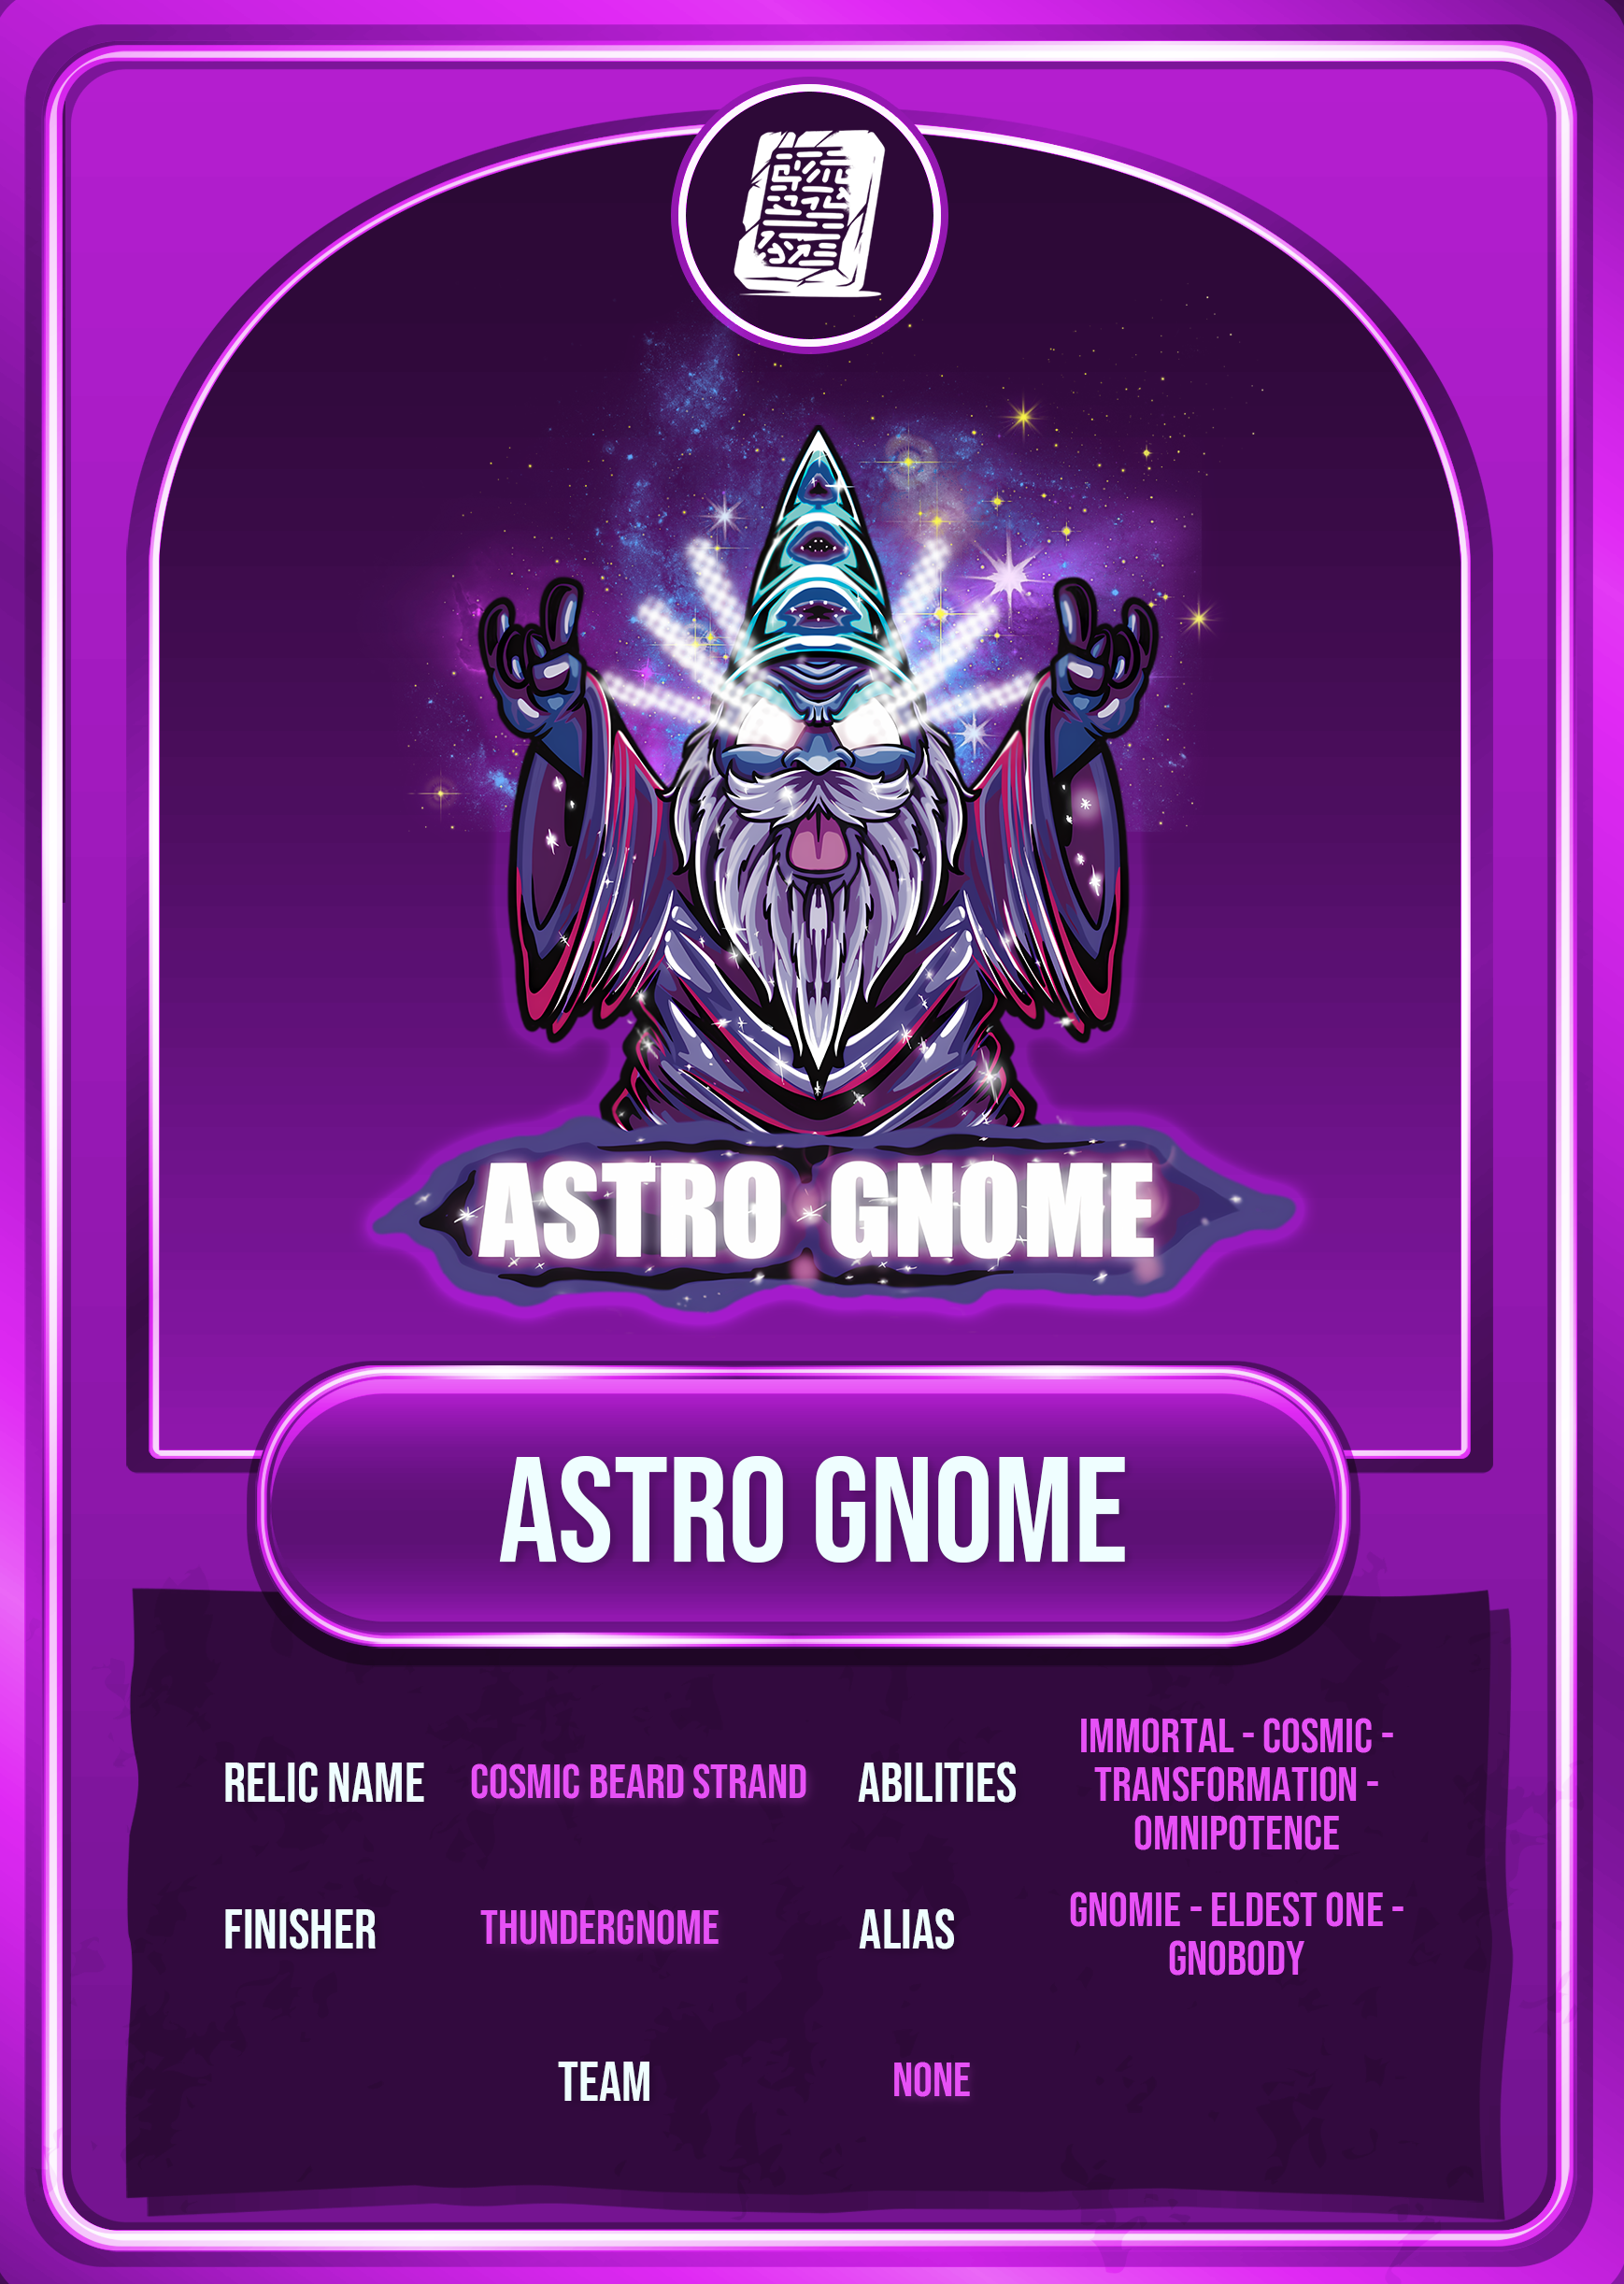 ASTRO GNOME
ASTRO GNOME
RELIC NAME
COSMIC BEARD STRAND
ABILITIES
IMMORTAL - COSMIC -
TRANSFORMATION -
OMNIPOTENCE
FINISHER
THUNDERGNOME
ALIAS
GNOMIE - ELDEST ONE -
GNOBODY
TEAM
NONE